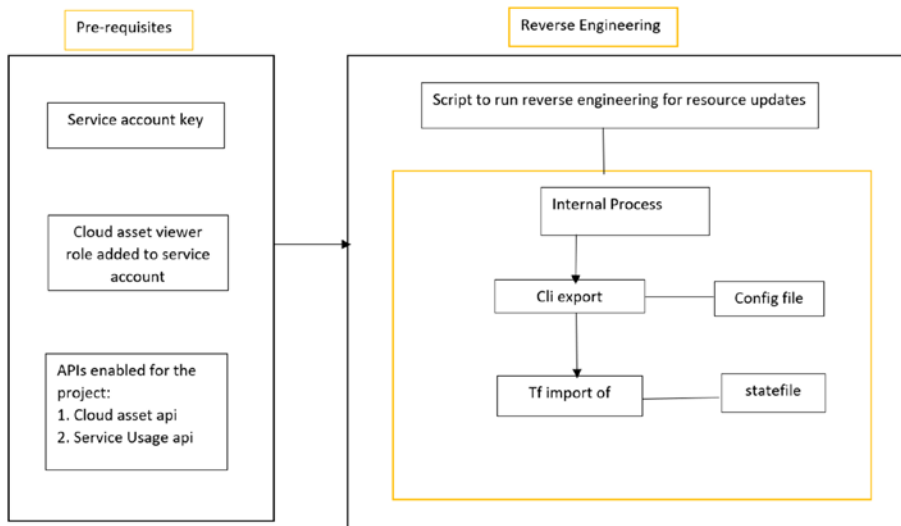 Pre-requisites
Service account key
Cloud asset viewer
role added to service
account
APIs enabled for the
project:
1. Cloud asset api
2. Service Usage api
Reverse Engineering
Script to run reverse engineering for resource updates
Internal Process
Cli export
Config file
Tf import of
statefile